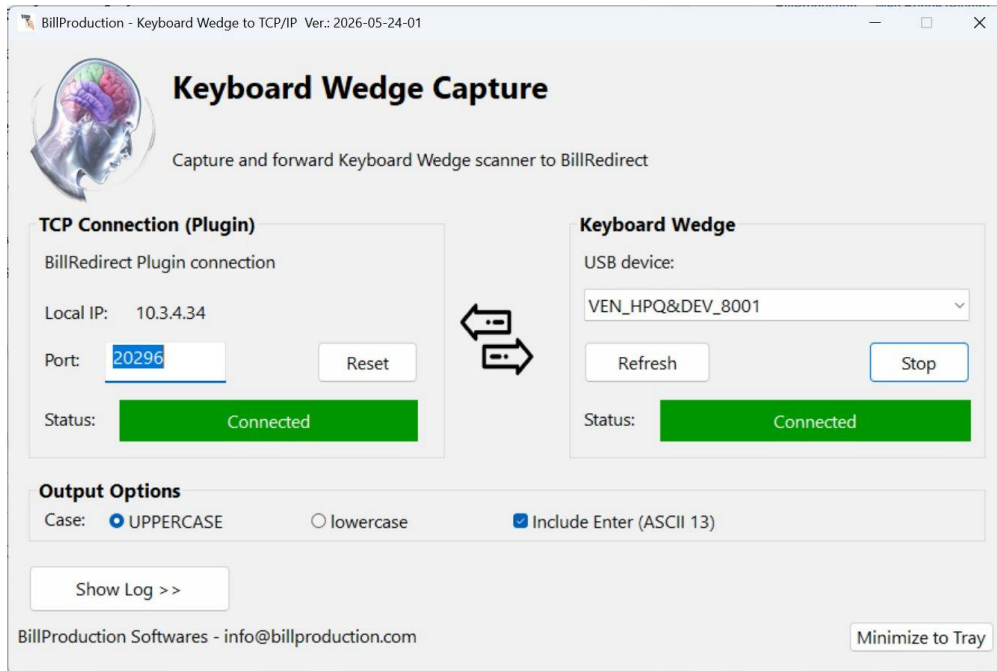 BillProduction - Keyboard Wedge to TCP/IP  Ver.: 2026-05-24-01
Keyboard Wedge Capture
Capture and forward Keyboard Wedge scanner to BillRedirect
TCP Connection (Plugin)
BillRedirect Plugin connection
Local IP: 10.3.4.34
Port: 20296 Reset
Status: Connected
Keyboard Wedge
USB device:
VEN_HPQ&DEV_8001
Refresh Stop
Status: Connected
Output Options
Case: UPPERCASE lowercase Include Enter (ASCII 13)
Show Log >>
BillProduction Softwares - info@billproduction.com
Minimize to Tray